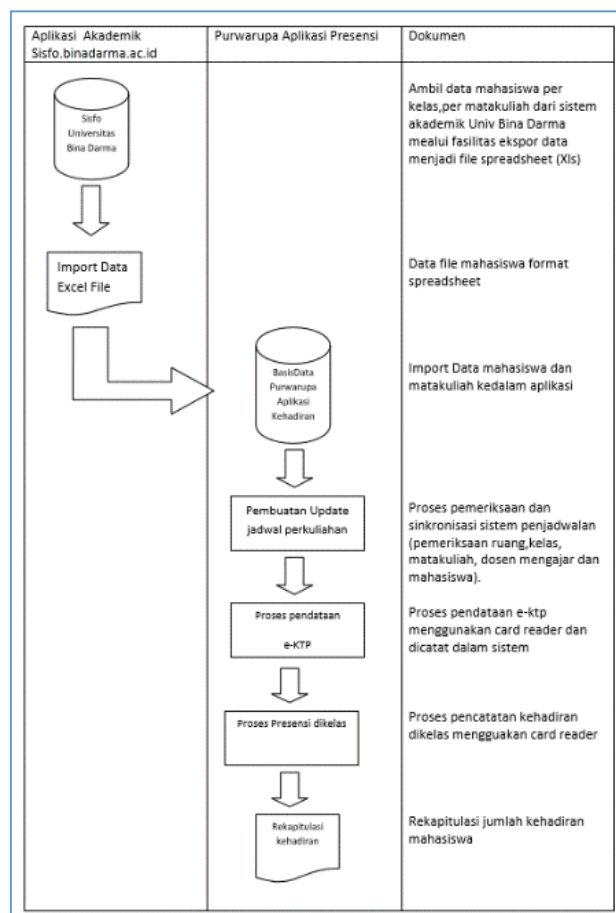 Aplikasi Akademik
Sisfo.binadarma.ac.id
Purwarupa Aplikasi Presensi
Dokumen
Sisfo
Universitas
Bina Darma
Ambil data mahasiswa per
kelas,per matakuliah dari sistem
akademik Univ Bina Darma
mealui fasilitas ekspor data
menjadi file spreadsheet (Xls)
Import Data
Excel File
Data file mahasiswa format
spreadsheet
BasisData
Purwarupa
Aplikasi
Kehadiran
Import Data mahasiswa dan
matakuliah kedalam aplikasi
Pembuatan Update
jadwal perkuliahan
Proses pemeriksaan dan
sinkronisasi sistem penjadwalan
(pemeriksaan ruang,kelas,
matakuliah, dosen mengajar dan
mahasiswa).
Proses pendataan
e-KTP
Proses pendataan e-ktp
menggunakan card reader dan
dicatat dalam sistem
Proses Presensi dikelas
Proses pencatatan kehadiran
dikelas mengguakan card reader
Rekapitulasi
kehadiran
Rekapitulasi jumlah kehadiran
mahasiswa